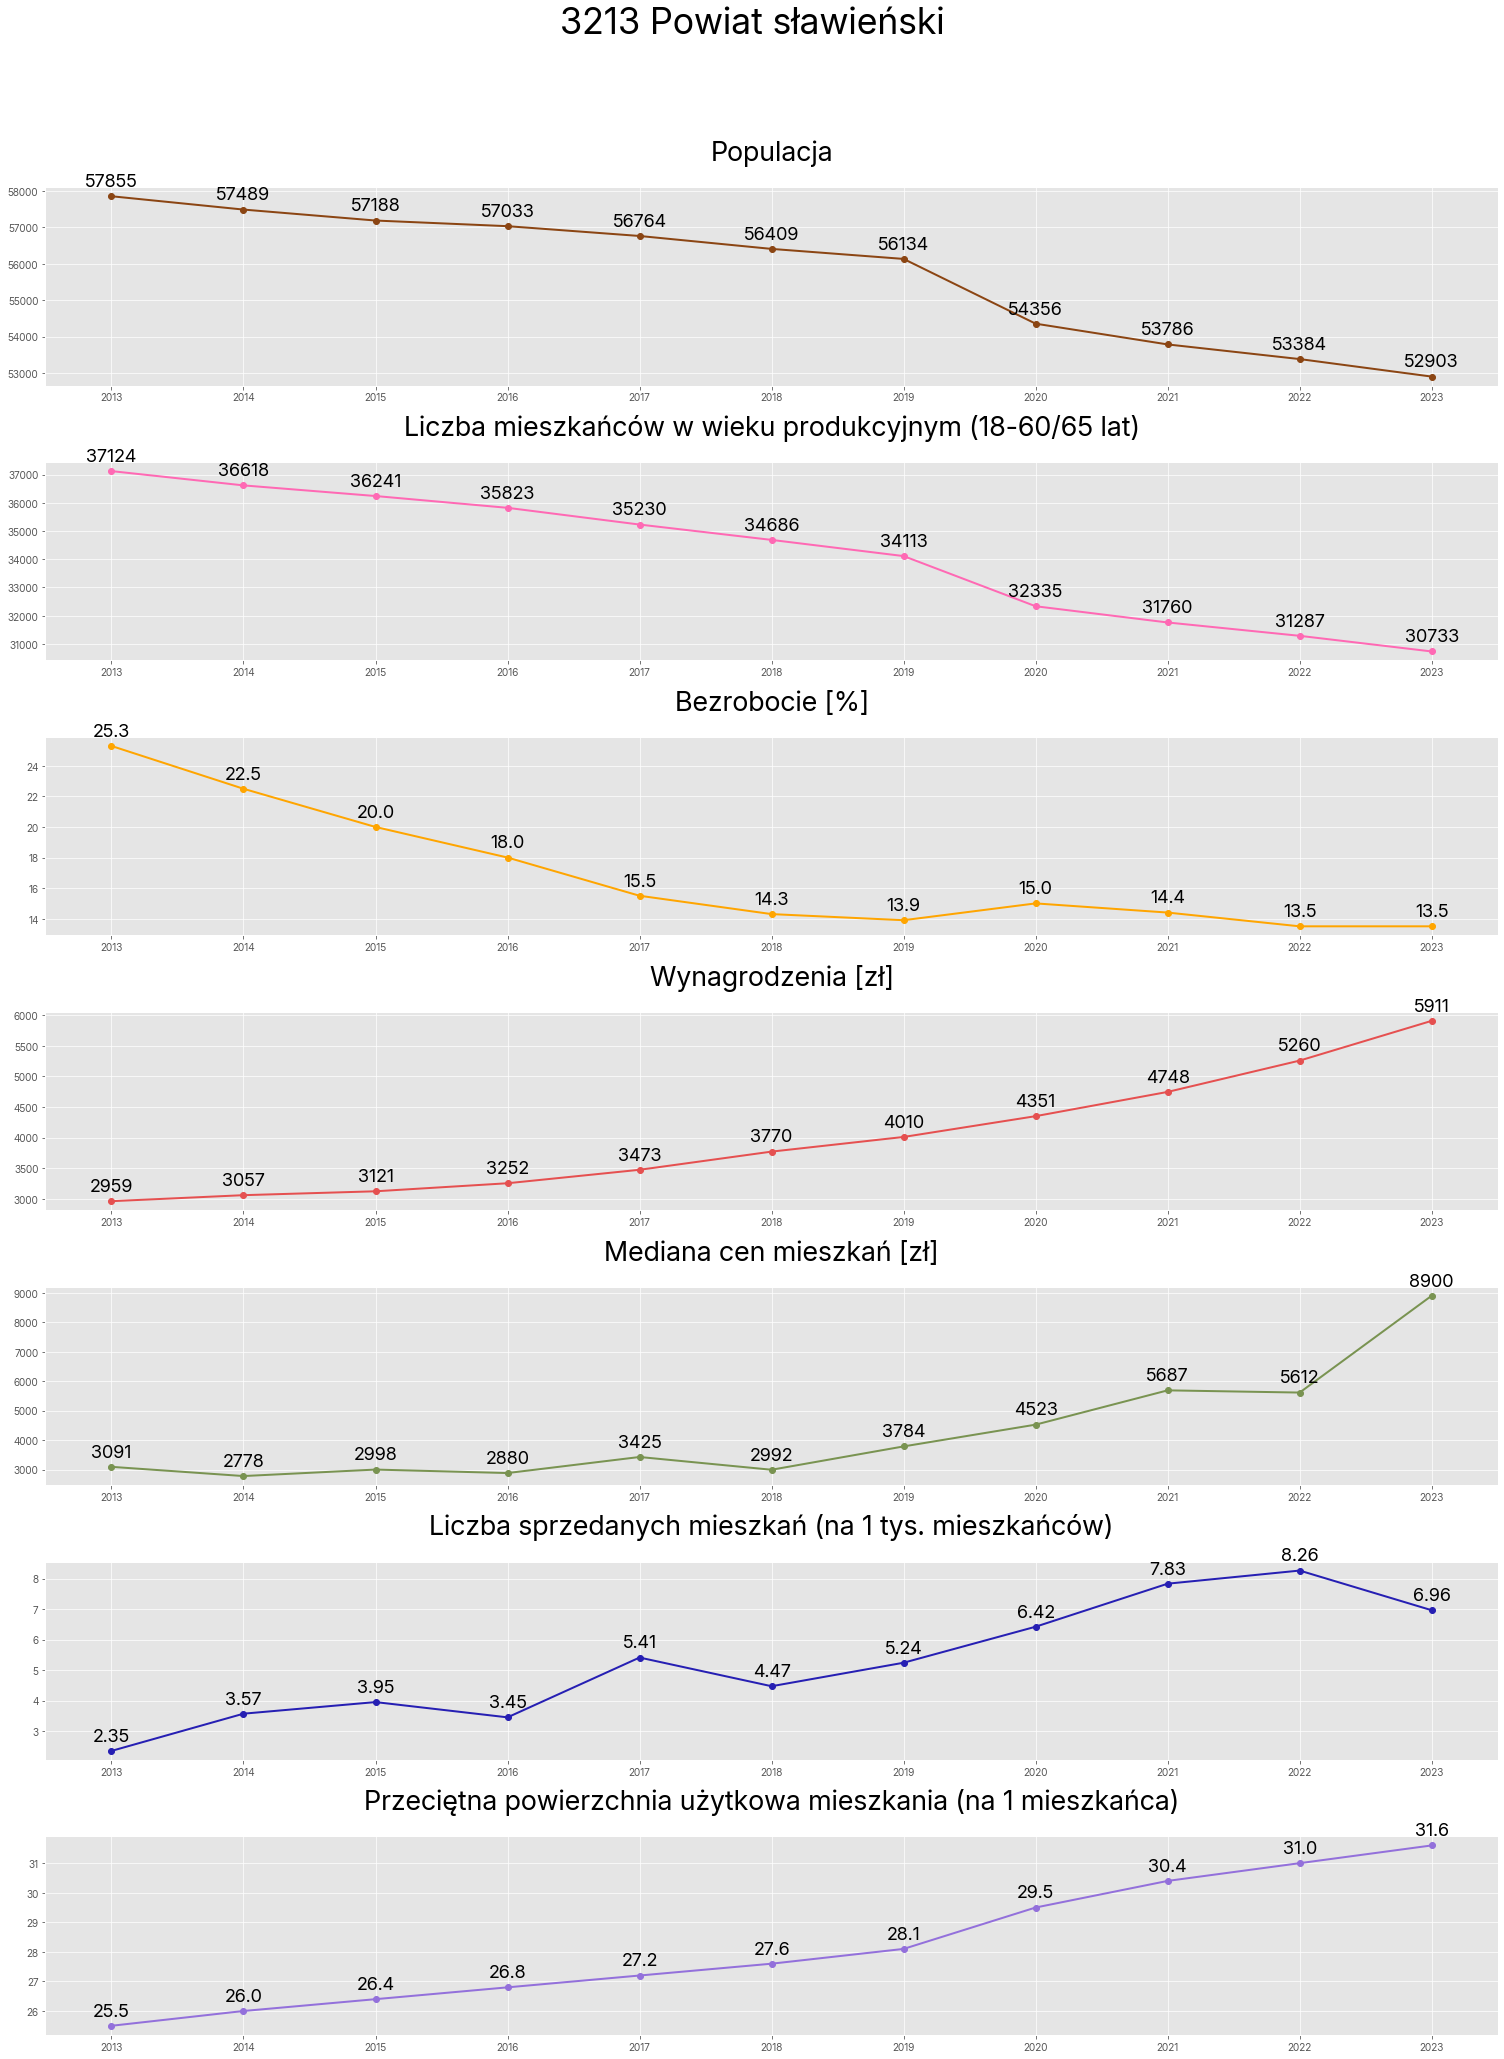 3213 Powiat sławieński
Populacja
57855 57489 57188 57033 56764 56409 56134 54356 53786 53384 52903
58000
57000
56000
55000
54000
53000
2013 2014 2015 2016 2017 2018 2019 2020 2021 2022 2023
Liczba mieszkańców w wieku produkcyjnym (18-60/65 lat)
37124 36618 36241 35823 35230 34686 34113 32335 31760 31287 30733
37000
36000
35000
34000
33000
32000
31000
2013 2014 2015 2016 2017 2018 2019 2020 2021 2022 2023
Bezrobocie [%]
25.3 22.5 20.0 18.0 15.5 14.3 13.9 15.0 14.4 13.5 13.5
24
22
20
18
16
14
2013 2014 2015 2016 2017 2018 2019 2020 2021 2022 2023
Wynagrodzenia [zł]
2959 3057 3121 3252 3473 3770 4010 4351 4748 5260 5911
6000
5500
5000
4500
4000
3500
3000
2013 2014 2015 2016 2017 2018 2019 2020 2021 2022 2023
Mediana cen mieszkań [zł]
3091 2778 2998 2880 3425 2992 3784 4523 5687 5612 8900
9000
8000
7000
6000
5000
4000
3000
2013 2014 2015 2016 2017 2018 2019 2020 2021 2022 2023
Liczba sprzedanych mieszkań (na 1 tys. mieszkańców)
2.35 3.57 3.95 3.45 5.41 4.47 5.24 6.42 7.83 8.26 6.96
8
7
6
5
4
3
2013 2014 2015 2016 2017 2018 2019 2020 2021 2022 2023
Przeciętna powierzchnia użytkowa mieszkania (na 1 mieszkańca)
25.5 26.0 26.4 26.8 27.2 27.6 28.1 29.5 30.4 31.0 31.6
31
30
29
28
27
26
2013 2014 2015 2016 2017 2018 2019 2020 2021 2022 2023